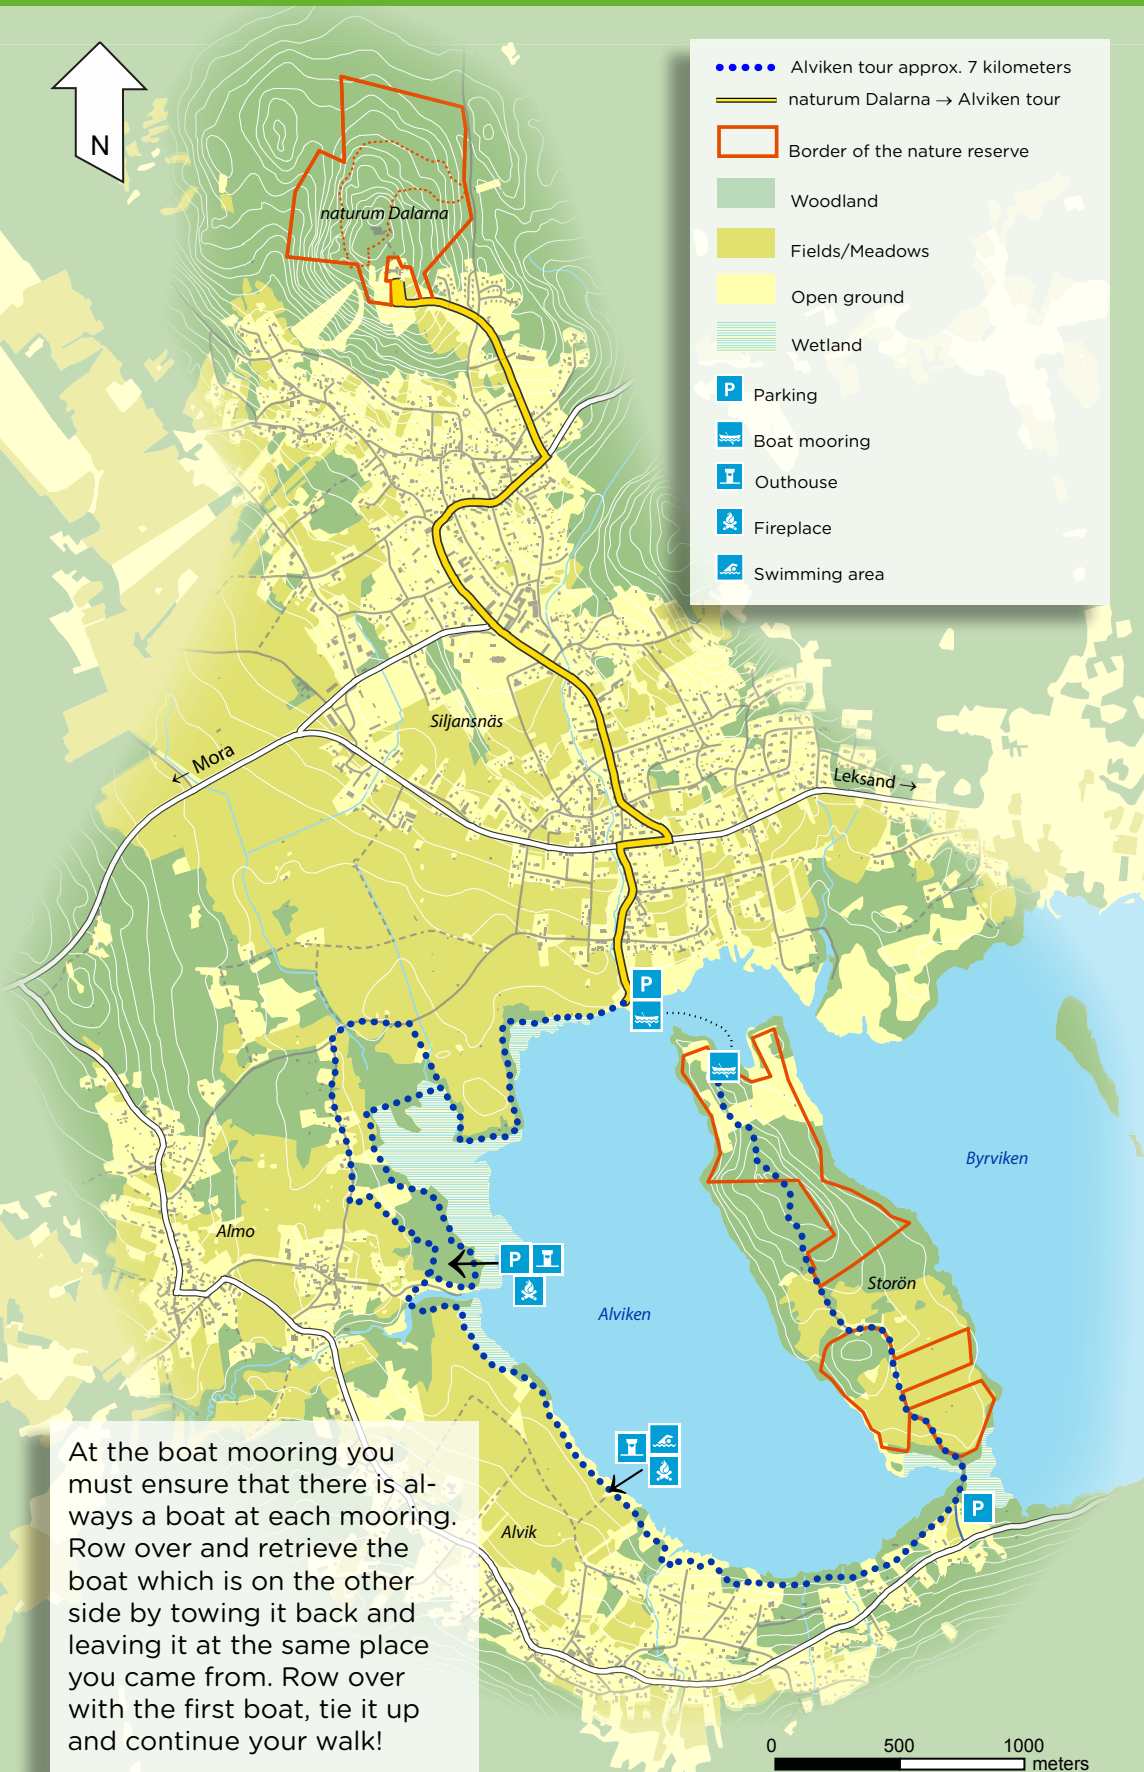 N
Alviken tour approx. 7 kilometers
naturum Dalarna → Alviken tour
Border of the nature reserve
Woodland
Fields/Meadows
Open ground
Wetland
P Parking
Boat mooring
Outhouse
Fireplace
Swimming area
naturum Dalarna
Siljansnäs
← Mora
Leksand →
P
Byrviken
Almo
P
Storön
Alviken
Alvik
P
At the boat mooring you
must ensure that there is al-
ways a boat at each mooring.
Row over and retrieve the
boat which is on the other
side by towing it back and
leaving it at the same place
you came from. Row over
with the first boat, tie it up
and continue your walk!
0 500 1000
meters